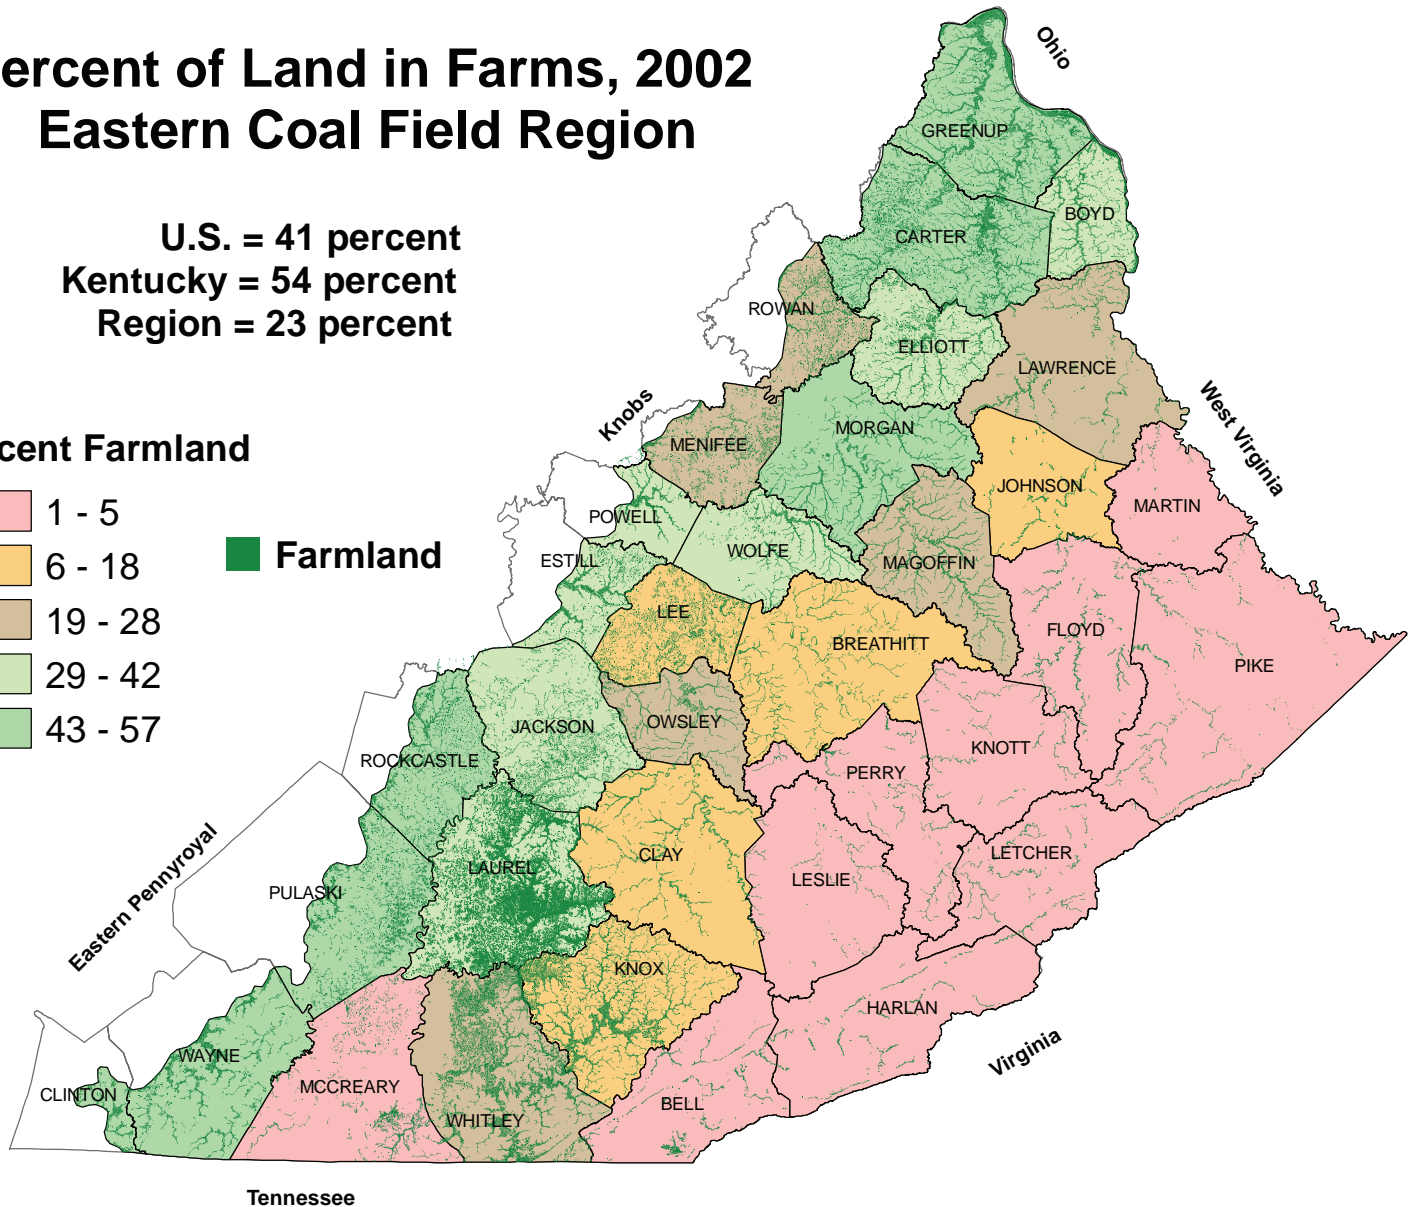 ercent of Land in Farms, 2002
Eastern Coal Field Region
U.S. = 41 percent
Kentucky = 54 percent
Region = 23 percent
cent Farmland
1 - 5
6 - 18
19 - 28
29 - 42
43 - 57
Farmland
Ohio
GREENUP
BOYD
CARTER
ROWAN
ELLIOTT
LAWRENCE
West Virginia
Knobs
MORGAN
MENIFEE
JOHNSON
MARTIN
POWELL
WOLFE
ESTILL
MAGOFFIN
LEE
FLOYD
BREATHITT
PIKE
OWSLEY
JACKSON
KNOTT
ROCKCASTLE
PERRY
CLAY
LETCHER
LAUREL
LESLIE
PULASKI
Eastern Pennyroyal
KNOX
HARLAN
Virginia
WAYNE
MCCREARY
CLINTON
BELL
WHITLEY
Tennessee